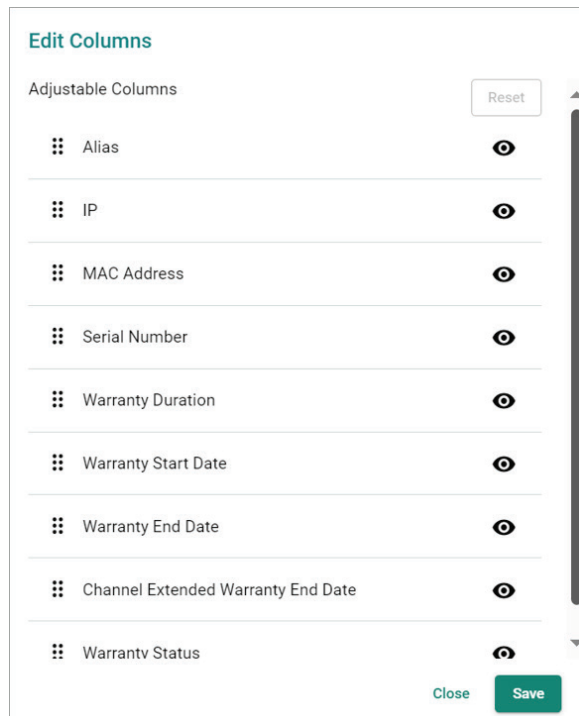 Edit Columns
Adjustable Columns
Reset
Alias
IP
MAC Address
Serial Number
Warranty Duration
Warranty Start Date
Warranty End Date
Channel Extended Warranty End Date
Warranty Status
Close
Save